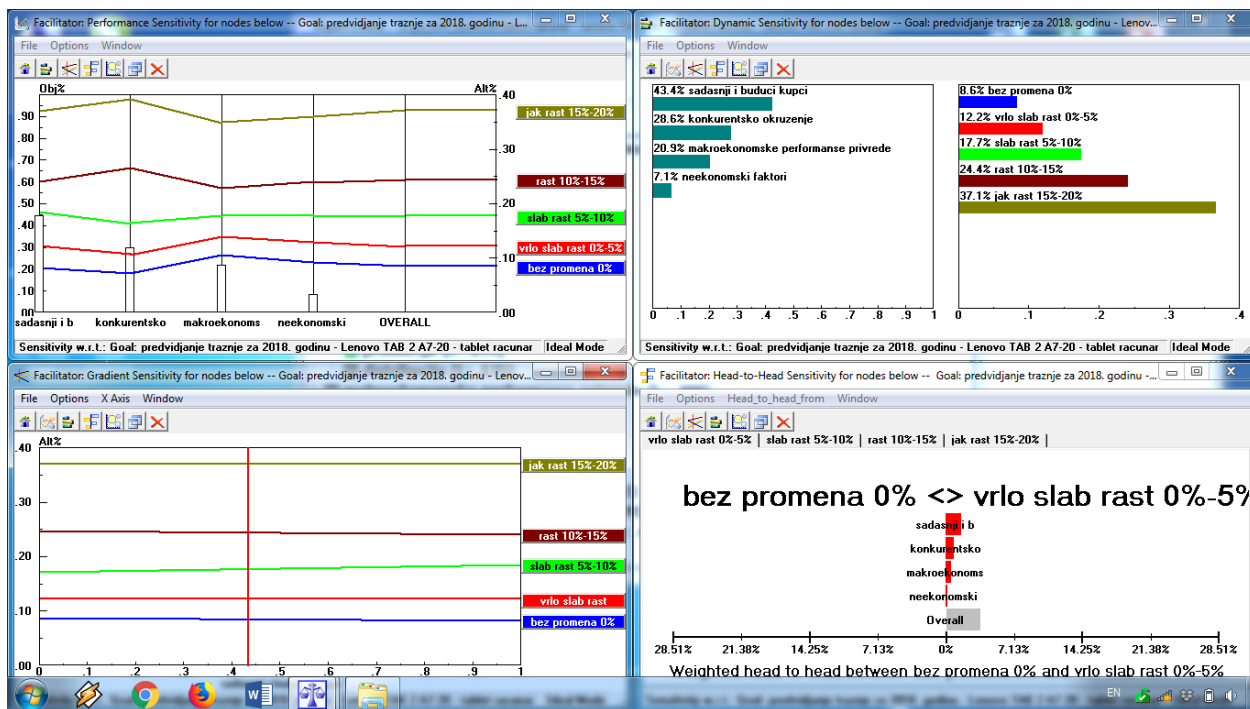 Facilitator: Performance Sensitivity for nodes below -- Goal: predvidjanje traznje za 2018. godinu - L...
File Options Window
Obj% Alt%
.90
.80
.70
.60
.50
.40
.30
.20
.10
.00
.40
.30
.20
.10
.00
jak rast 15%-20%
rast 10%-15%
slab rast 5%-10%
vrlo slab rast 0%-5%
bez promena 0%
sadasnji i b konkurentsko makroekonoms neekonomski OVERALL
Sensitivity w.r.t.: Goal: predvidjanje traznje za 2018. godinu - Lenovo TAB 2 A7-20 - tablet racunar Ideal Mode
Facilitator: Dynamic Sensitivity for nodes below -- Goal: predvidjanje traznje za 2018. godinu - Lenov...
File Options Window
43.4% sadasnji i buduci kupci
28.6% konkurentsko okruzenje
20.9% makroekonomske performanse privrede
7.1% neekonomski faktori
0 .1 .2 .3 .4 .5 .6 .7 .8 .9 1
8.6% bez promena 0%
12.2% vrlo slab rast 0%-5%
17.7% slab rast 5%-10%
24.4% rast 10%-15%
37.1% jak rast 15%-20%
0 .1 .2 .3 .4
Sensitivity w.r.t.: Goal: predvidjanje traznje za 2018. godinu - Lenovo TAB 2 A7-20 - tablet racunar Ideal Mode
Facilitator: Gradient Sensitivity for nodes below -- Goal: predvidjanje traznje za 2018. godinu - Lenov...
File Options X Axis Window
Alt%
.40
.30
.20
.10
.00
jak rast 15%-20%
rast 10%-15%
slab rast 5%-10%
vrlo slab rast
bez promena 0%
0 .1 .2 .3 .4 .5 .6 .7 .8 .9 1
Facilitator: Head-to-Head Sensitivity for nodes below -- Goal: predvidjanje traznje za 2018. godinu -...
File Options Head_to_head_from Window
vrlo slab rast 0%-5% | slab rast 5%-10% | rast 10%-15% | jak rast 15%-20% |
bez promena 0% <> vrlo slab rast 0%-5%
sadasnji i b
konkurentsko
makroekonoms
neekonomski
Overall
28.51% 21.38% 14.25% 7.13% 0% 7.13% 14.25% 21.38% 28.51%
Weighted head to head between bez promena 0% and vrlo slab rast 0%-5%
EN